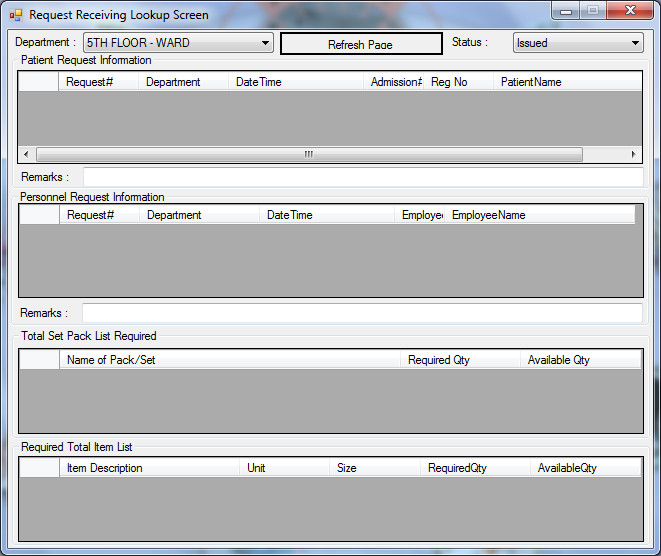 Request Receiving Lookup Screen
Department : 5TH FLOOR - WARD Refresh Page Status : Issued
Patient Request Information
Request# Department DateTime Admission# Reg No PatientName
Remarks :
Personnel Request Information
Request# Department DateTime Employee EmployeeName
Remarks :
Total Set Pack List Required
Name of Pack/Set Required Qty Available Qty
Required Total Item List
Item Description Unit Size RequiredQty AvailableQty